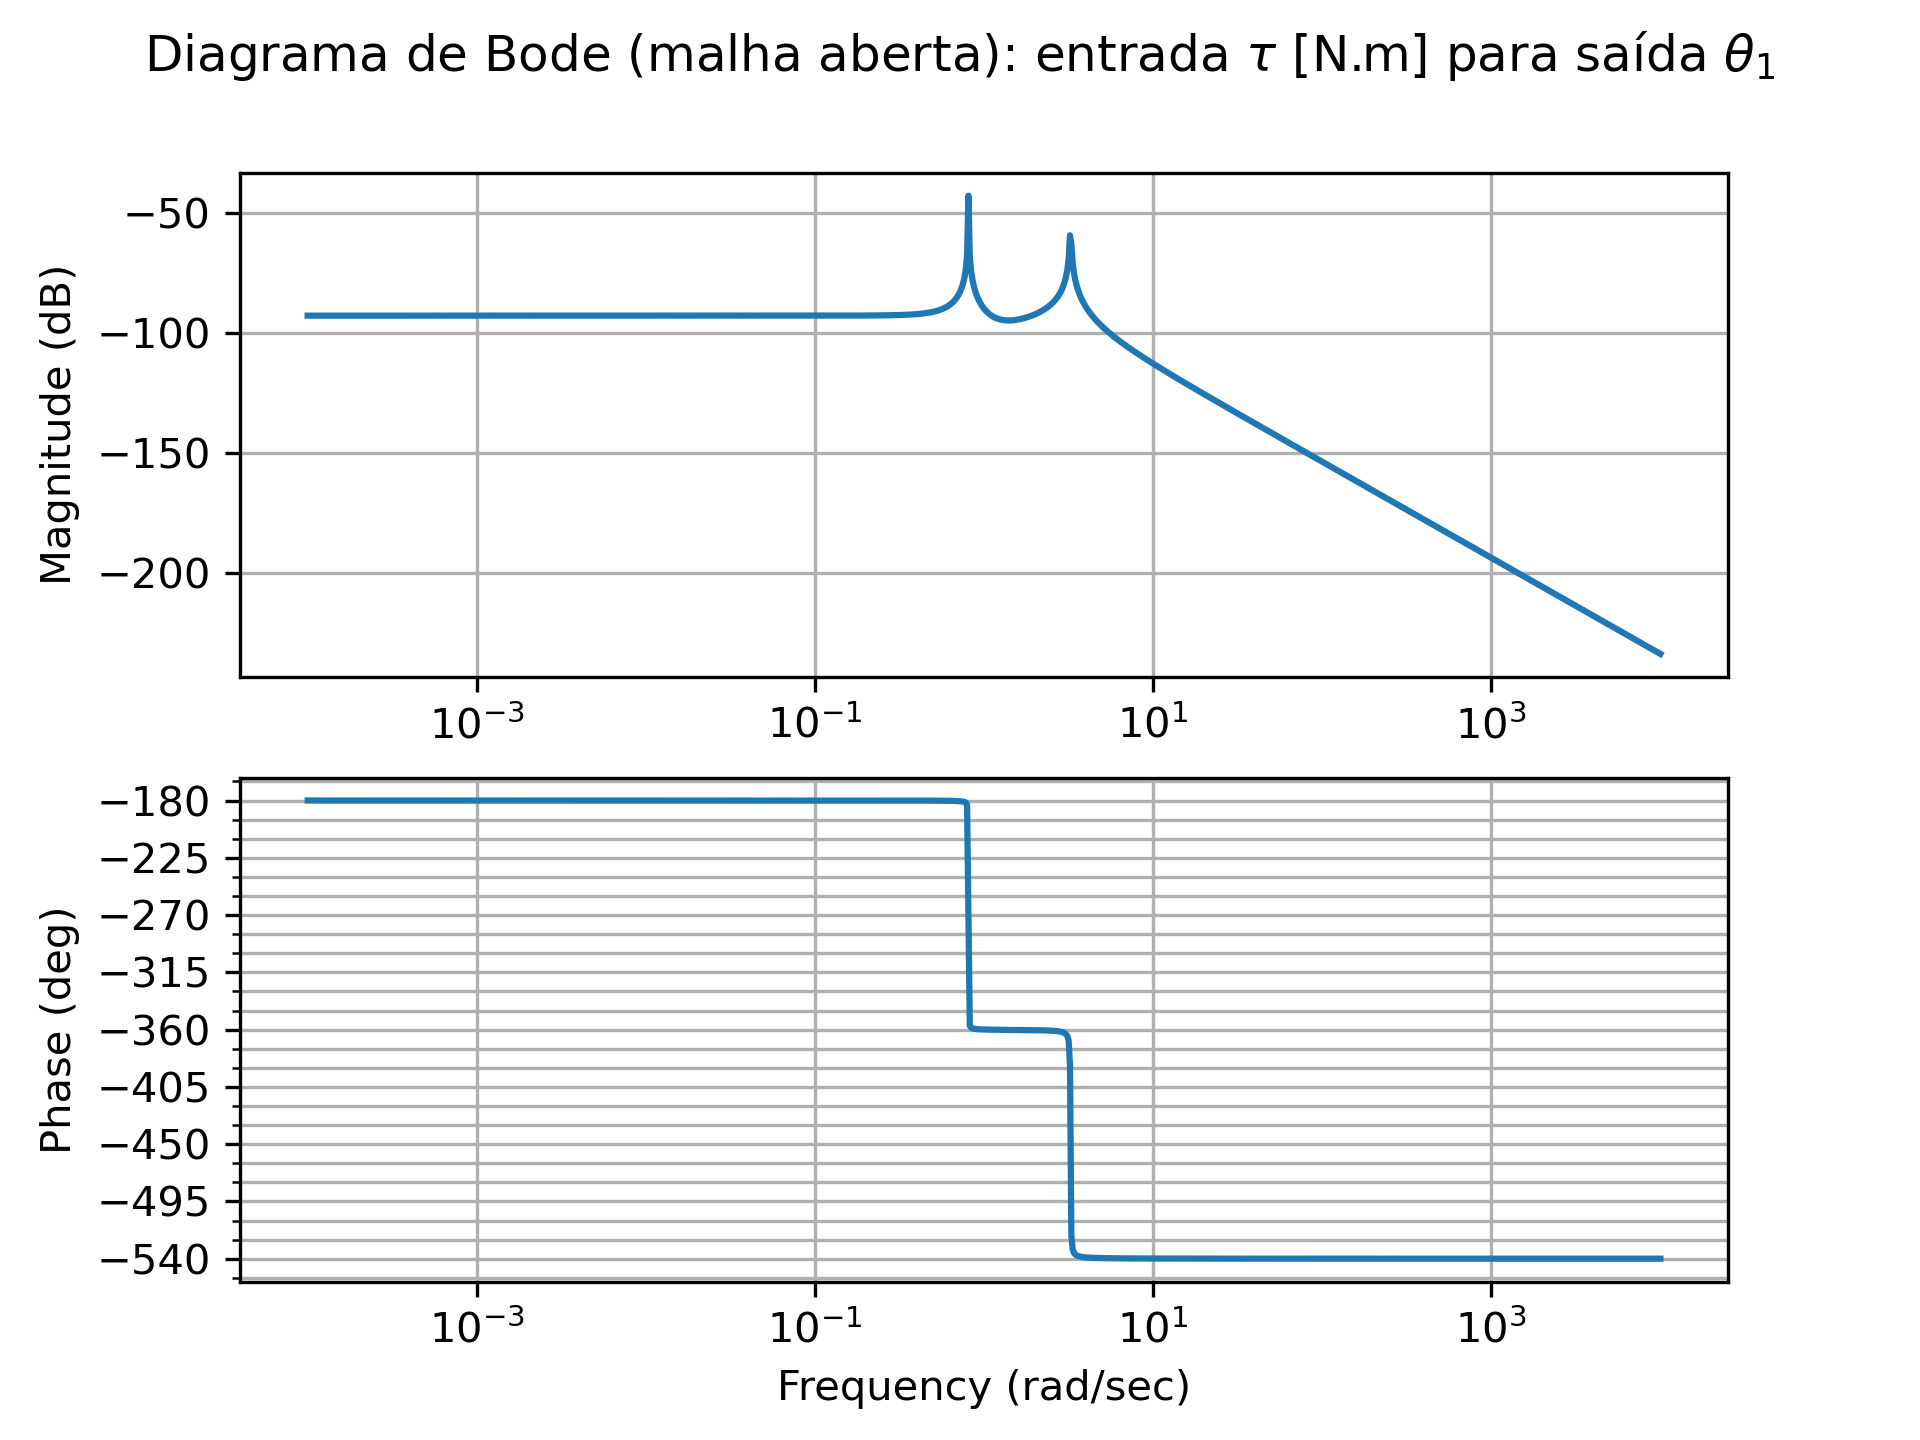 Diagrama de Bode (malha aberta): entrada τ [N.m] para saída θ₁
Magnitude (dB)
−50
−100
−150
−200
10⁻³ 10⁻¹ 10¹ 10³
Phase (deg)
−180
−225
−270
−315
−360
−405
−450
−495
−540
10⁻³ 10⁻¹ 10¹ 10³
Frequency (rad/sec)